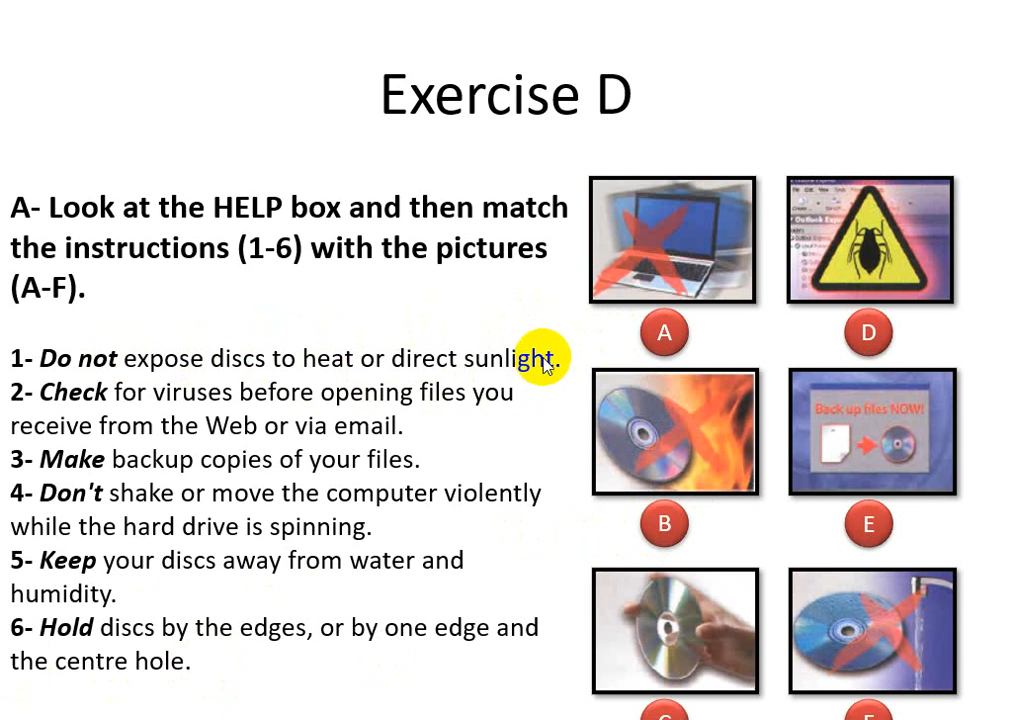 Exercise D
A- Look at the HELP box and then match
the instructions (1-6) with the pictures
(A-F).
1- Do not expose discs to heat or direct sunlight.
2- Check for viruses before opening files you
receive from the Web or via email.
3- Make backup copies of your files.
4- Don't shake or move the computer violently
while the hard drive is spinning.
5- Keep your discs away from water and
humidity.
6- Hold discs by the edges, or by one edge and
the centre hole.
A
D
Back up files NOW!
B
E